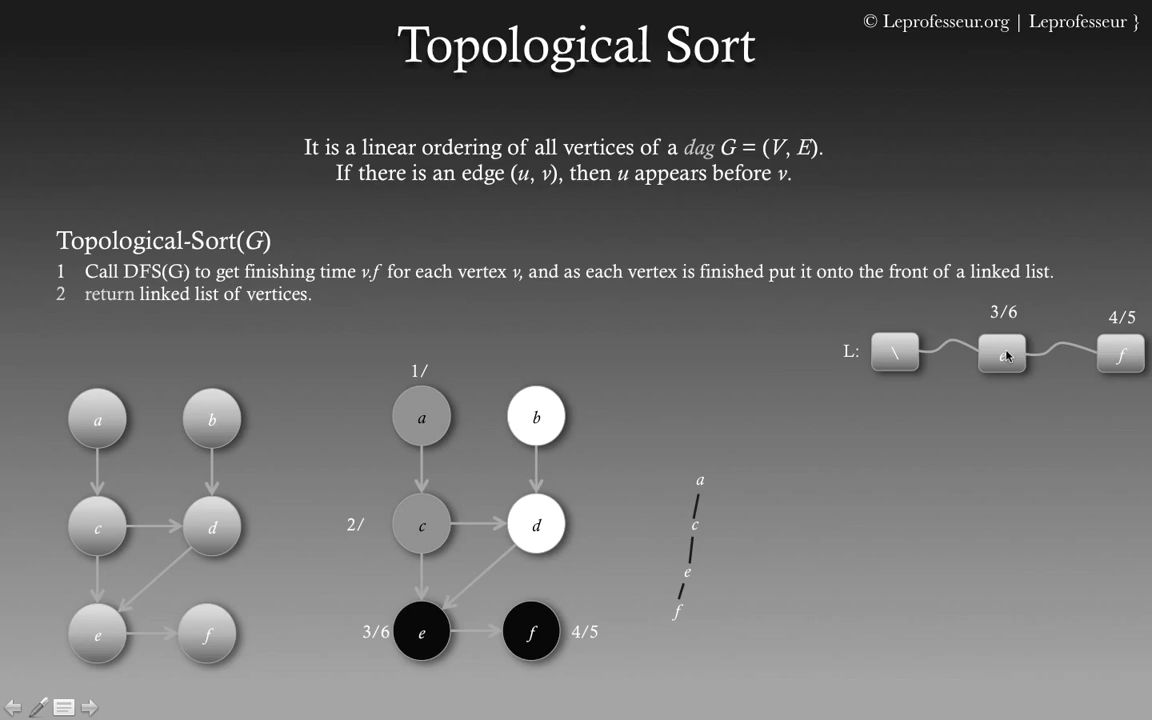 © Leprofesseur.org | Leprofesseur }
Topological Sort
It is a linear ordering of all vertices of a dag G = (V, E).
If there is an edge (u, v), then u appears before v.
Topological-Sort(G)
1 Call DFS(G) to get finishing time v.f for each vertex v, and as each vertex is finished put it onto the front of a linked list.
2 return linked list of vertices.
3/6 4/5
L: \ e f
1/
a b a b
a
2/
c d c d c
e
3/6 4/5
e f e f f